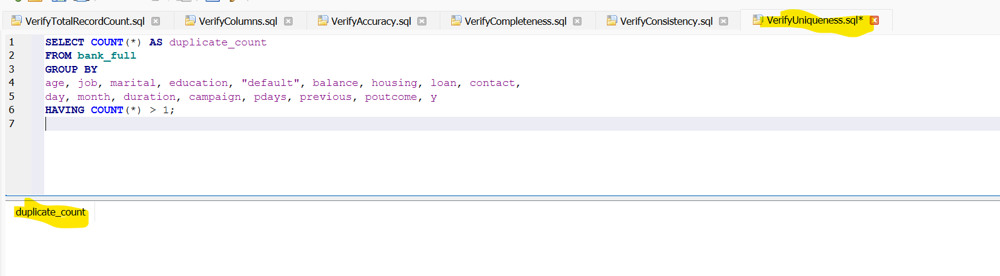 VerifyTotalRecordCount.sql VerifyColumns.sql VerifyAccuracy.sql VerifyCompleteness.sql VerifyConsistency.sql VerifyUniqueness.sql*
1 SELECT COUNT(*) AS duplicate_count
2 FROM bank_full
3 GROUP BY
4 age, job, marital, education, "default", balance, housing, loan, contact,
5 day, month, duration, campaign, pdays, previous, poutcome, y
6 HAVING COUNT(*) > 1;
7
duplicate_count